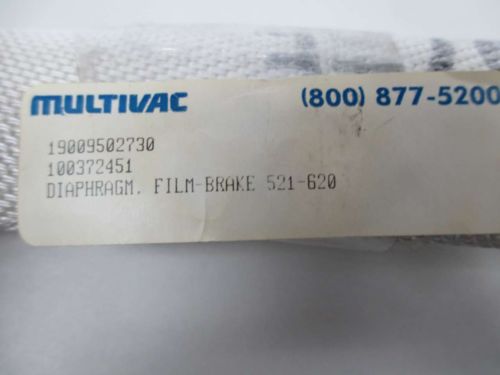 MULTIVAC (800) 877-5200
19009502730
100372451
DIAPHRAGM, FILM-BRAKE 521-620